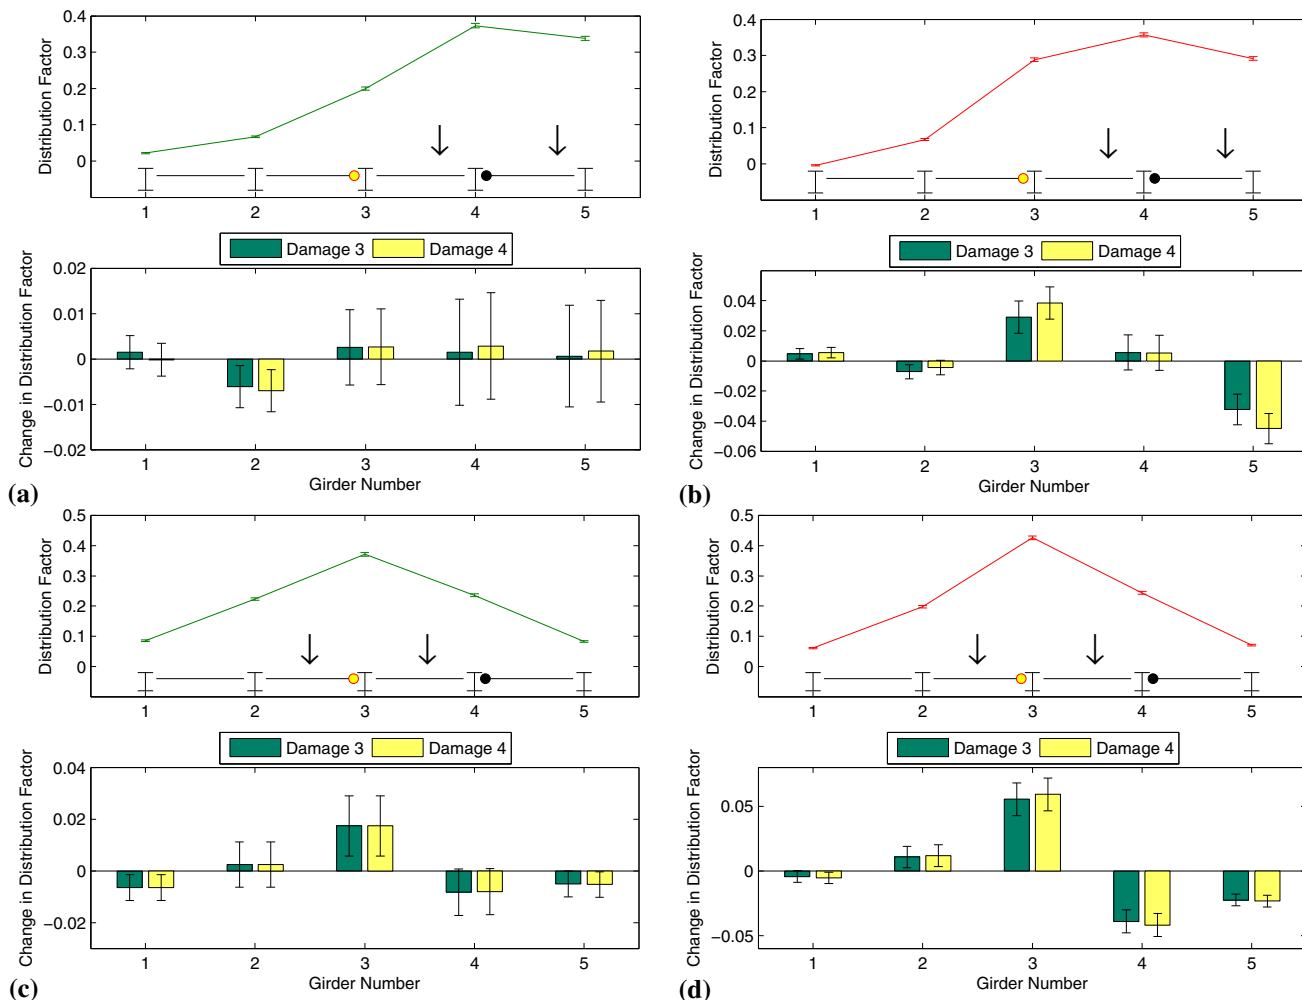 Distribution Factor
0.4
0.3
0.2
0.1
0
1 2 3 4 5
Damage 3 Damage 4
Change in Distribution Factor
0.02
0.01
0
−0.01
−0.02
1 2 3 4 5
Girder Number
(a)
Distribution Factor
0.4
0.3
0.2
0.1
0
1 2 3 4 5
Damage 3 Damage 4
Change in Distribution Factor
0.04
0.02
0
−0.02
−0.04
−0.06
1 2 3 4 5
Girder Number
(b)
Distribution Factor
0.5
0.4
0.3
0.2
0.1
0
1 2 3 4 5
Damage 3 Damage 4
Change in Distribution Factor
0.04
0.02
0
−0.02
1 2 3 4 5
Girder Number
(c)
Distribution Factor
0.5
0.4
0.3
0.2
0.1
0
1 2 3 4 5
Damage 3 Damage 4
Change in Distribution Factor
0.05
0
−0.05
1 2 3 4 5
Girder Number
(d)